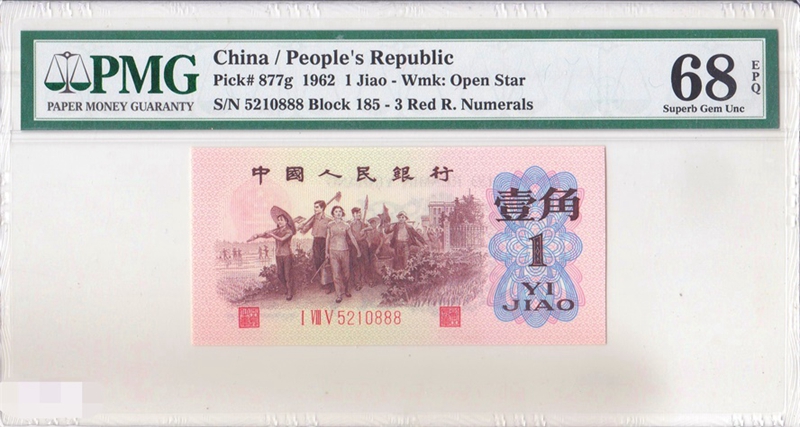 PMG
PAPER MONEY GUARANTY
China / People's Republic
Pick# 877g 1962 1 Jiao - Wmk: Open Star
S/N 5210888 Block 185 - 3 Red R. Numerals
68 EPQ
Superb Gem Unc
中國人民銀行
壹角
1
YI
JIAO
I VIII V 5210888